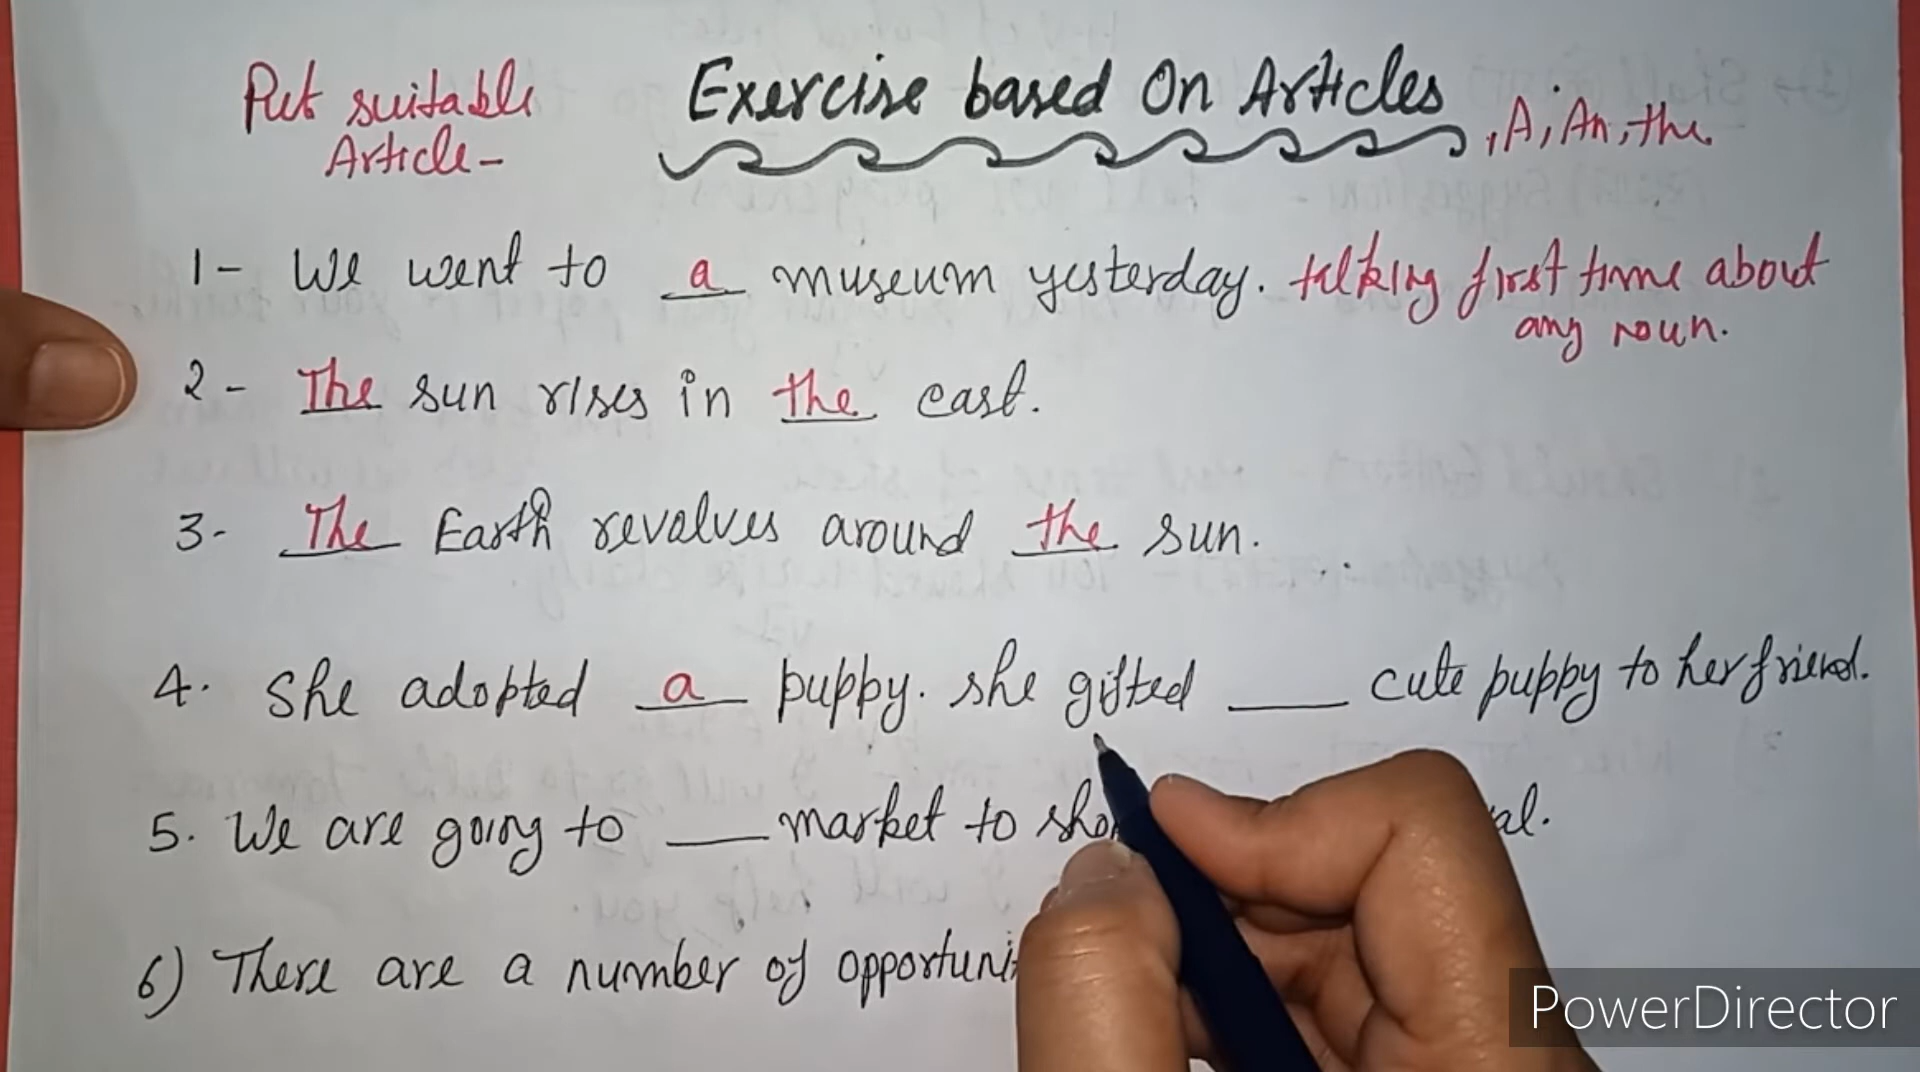 Put suitable Article-
Exercise based On Articles, A, An, the
1- We went to a museum yesterday. talking first time about any noun.
2- The sun rises in the east.
3- The Earth revolves around the sun.
4. She adopted a puppy. she gifted ___ cute puppy to her friend.
5. We are going to ___ market to
6) There are a number of
PowerDirector